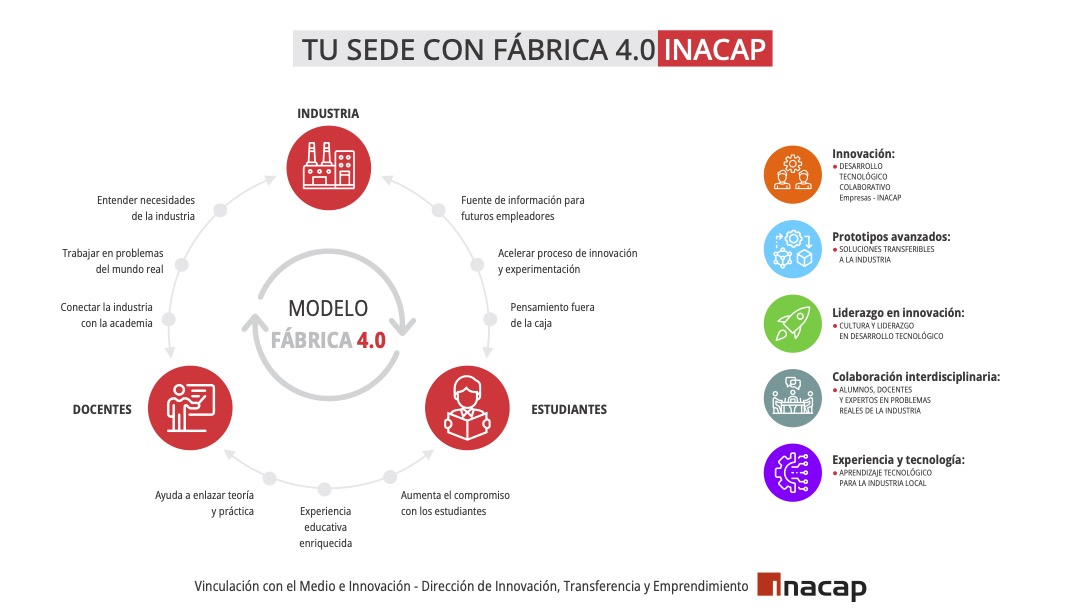 TU SEDE CON FÁBRICA 4.0 INACAP
INDUSTRIA
Entender necesidades
de la industria
Trabajar en problemas
del mundo real
Conectar la industria
con la academia
Fuente de información para
futuros empleadores
Acelerar proceso de innovación
y experimentación
Pensamiento fuera
de la caja
MODELO
FÁBRICA 4.0
DOCENTES
ESTUDIANTES
Ayuda a enlazar teoría
y práctica
Experiencia
educativa
enriquecida
Aumenta el compromiso
con los estudiantes
Innovación:
DESARROLLO
TECNOLÓGICO
COLABORATIVO
Empresas - INACAP
Prototipos avanzados:
SOLUCIONES TRANSFERIBLES
A LA INDUSTRIA
Liderazgo en innovación:
CULTURA Y LIDERAZGO
EN DESARROLLO TECNOLÓGICO
Colaboración interdisciplinaria:
ALUMNOS, DOCENTES
Y EXPERTOS EN PROBLEMAS
REALES DE LA INDUSTRIA
Experiencia y tecnología:
APRENDIZAJE TECNOLÓGICO
PARA LA INDUSTRIA LOCAL
Vinculación con el Medio e Innovación - Dirección de Innovación, Transferencia y Emprendimiento inacap